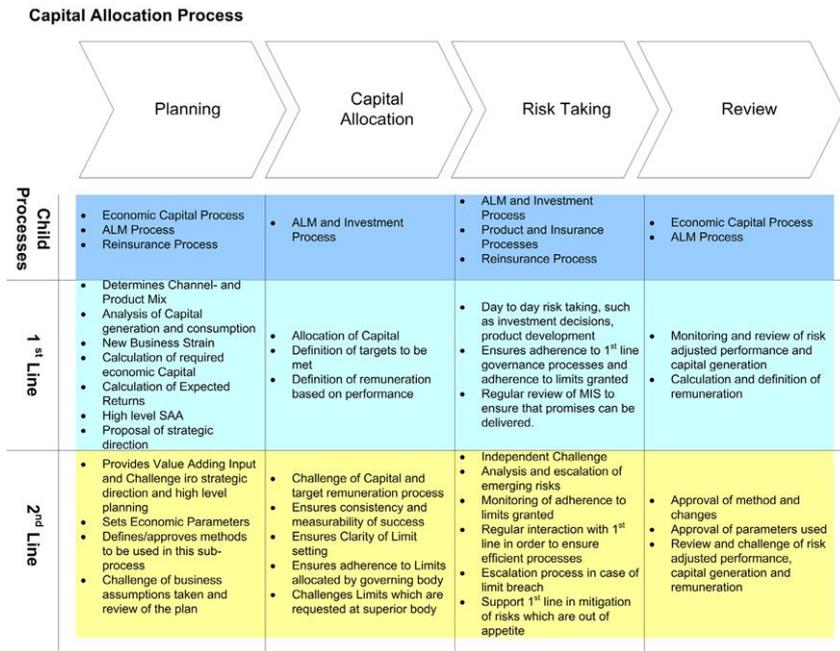 Capital Allocation Process
Planning
Capital
Allocation
Risk Taking
Review
Child
Processes
• Economic Capital Process
• ALM Process
• Reinsurance Process
• ALM and Investment
Process
• ALM and Investment
Process
• Product and Insurance
Processes
• Reinsurance Process
• Economic Capital Process
• ALM Process
1 st Line
• Determines Channel- and
Product Mix
• Analysis of Capital
generation and consumption
• New Business Strain
• Calculation of required
economic Capital
• Calculation of Expected
Returns
• High level SAA
• Proposal of strategic
direction
• Allocation of Capital
• Definition of targets to be
met
• Definition of remuneration
based on performance
• Day to day risk taking, such
as investment decisions,
product development
• Ensures adherence to 1st line
governance processes and
adherence to limits granted
• Regular review of MIS to
ensure that promises can be
delivered.
• Monitoring and review of risk
adjusted performance and
capital generation
• Calculation and definition of
remuneration
2nd Line
• Provides Value Adding Input
and Challenge iro strategic
direction and high level
planning
• Sets Economic Parameters
• Defines/approves methods
to be used in this sub-
process
• Challenge of business
assumptions taken and
review of the plan
• Challenge of Capital and
target remuneration process
• Ensures consistency and
measurability of success
• Ensures Clarity of Limit
setting
• Ensures adherence to Limits
allocated by governing body
• Challenges Limits which are
requested at superior body
• Independent Challenge
• Analysis and escalation of
emerging risks
• Monitoring of adherence to
limits granted
• Regular interaction with 1st
line in order to ensure
efficient processes
• Escalation process in case of
limit breach
• Support 1st line in mitigation
of risks which are out of
appetite
• Approval of method and
changes
• Approval of parameters used
• Review and challenge of risk
adjusted performance,
capital generation and
remuneration